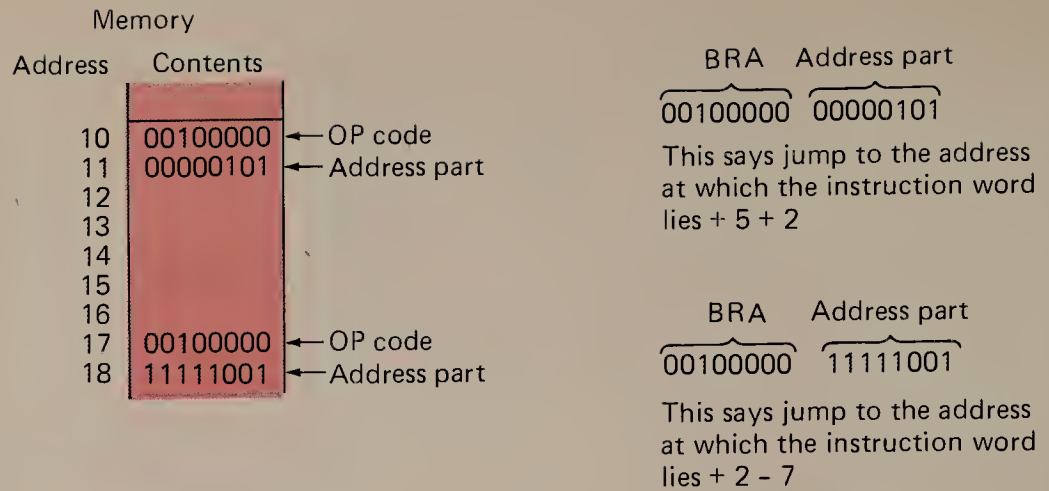 Memory
Address Contents
10 00100000 ← OP code
11 00000101 ← Address part
12
13
14
15
16
17 00100000 ← OP code
18 11111001 ← Address part
BRA Address part
00100000 00000101
This says jump to the address
at which the instruction word
lies + 5 + 2
BRA Address part
00100000 11111001
This says jump to the address
at which the instruction word
lies + 2 – 7